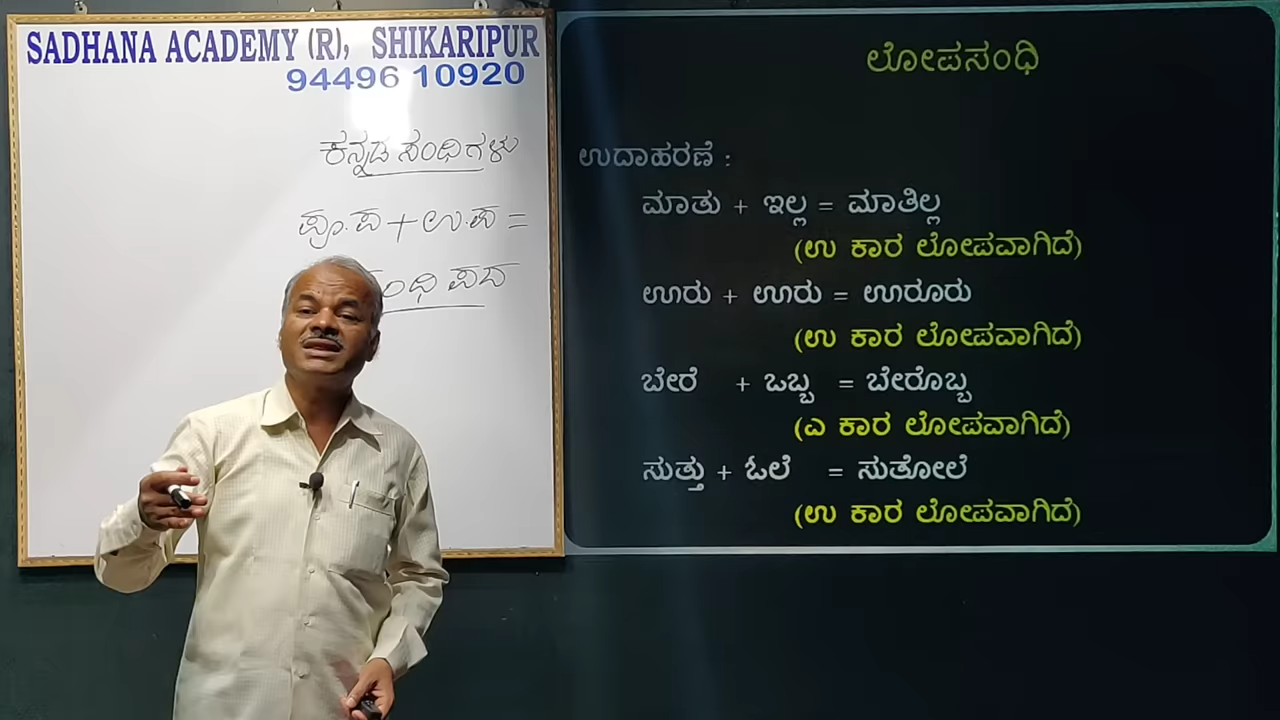 SADHANA ACADEMY (R), SHIKARIPUR
94496 10920
ಕನ್ನಡ ಸಂಧಿಗಳು
ಪೂ.ಪ + ಉ.ಪ =
ಸಂಧಿ ಪದ
ಲೋಪಸಂಧಿ
ಉದಾಹರಣೆ :
ಮಾತು + ಇಲ್ಲ = ಮಾತಿಲ್ಲ
(ಉ ಕಾರ ಲೋಪವಾಗಿದೆ)
ಊರು + ಊರು = ಊರೂರು
(ಉ ಕಾರ ಲೋಪವಾಗಿದೆ)
ಬೇರೆ + ಒಬ್ಬ = ಬೇರೊಬ್ಬ
(ಎ ಕಾರ ಲೋಪವಾಗಿದೆ)
ಸುತ್ತು + ಓಲೆ = ಸುತೋಲೆ
(ಉ ಕಾರ ಲೋಪವಾಗಿದೆ)